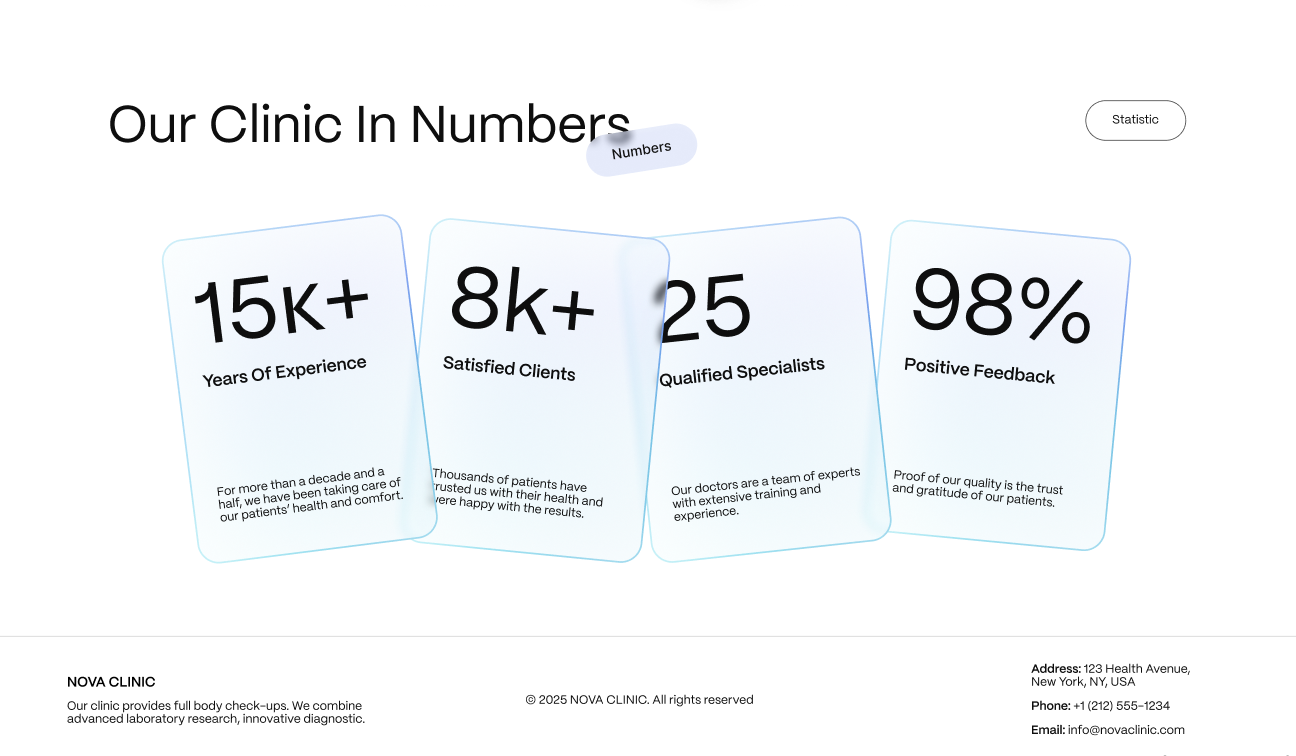 Our Clinic In Numbers
Numbers
Statistic
15к+
Years Of Experience
For more than a decade and a
half, we have been taking care of
our patients’ health and comfort.
8k+
Satisfied Clients
Thousands of patients have
trusted us with their health and
were happy with the results.
25
Qualified Specialists
Our doctors are a team of experts
with extensive training and
experience.
98%
Positive Feedback
Proof of our quality is the trust
and gratitude of our patients.
NOVA CLINIC
Our clinic provides full body check-ups. We combine
advanced laboratory research, innovative diagnostic.
© 2025 NOVA CLINIC. All rights reserved
Address: 123 Health Avenue,
New York, NY, USA
Phone: +1 (212) 555-1234
Email: info@novaclinic.com